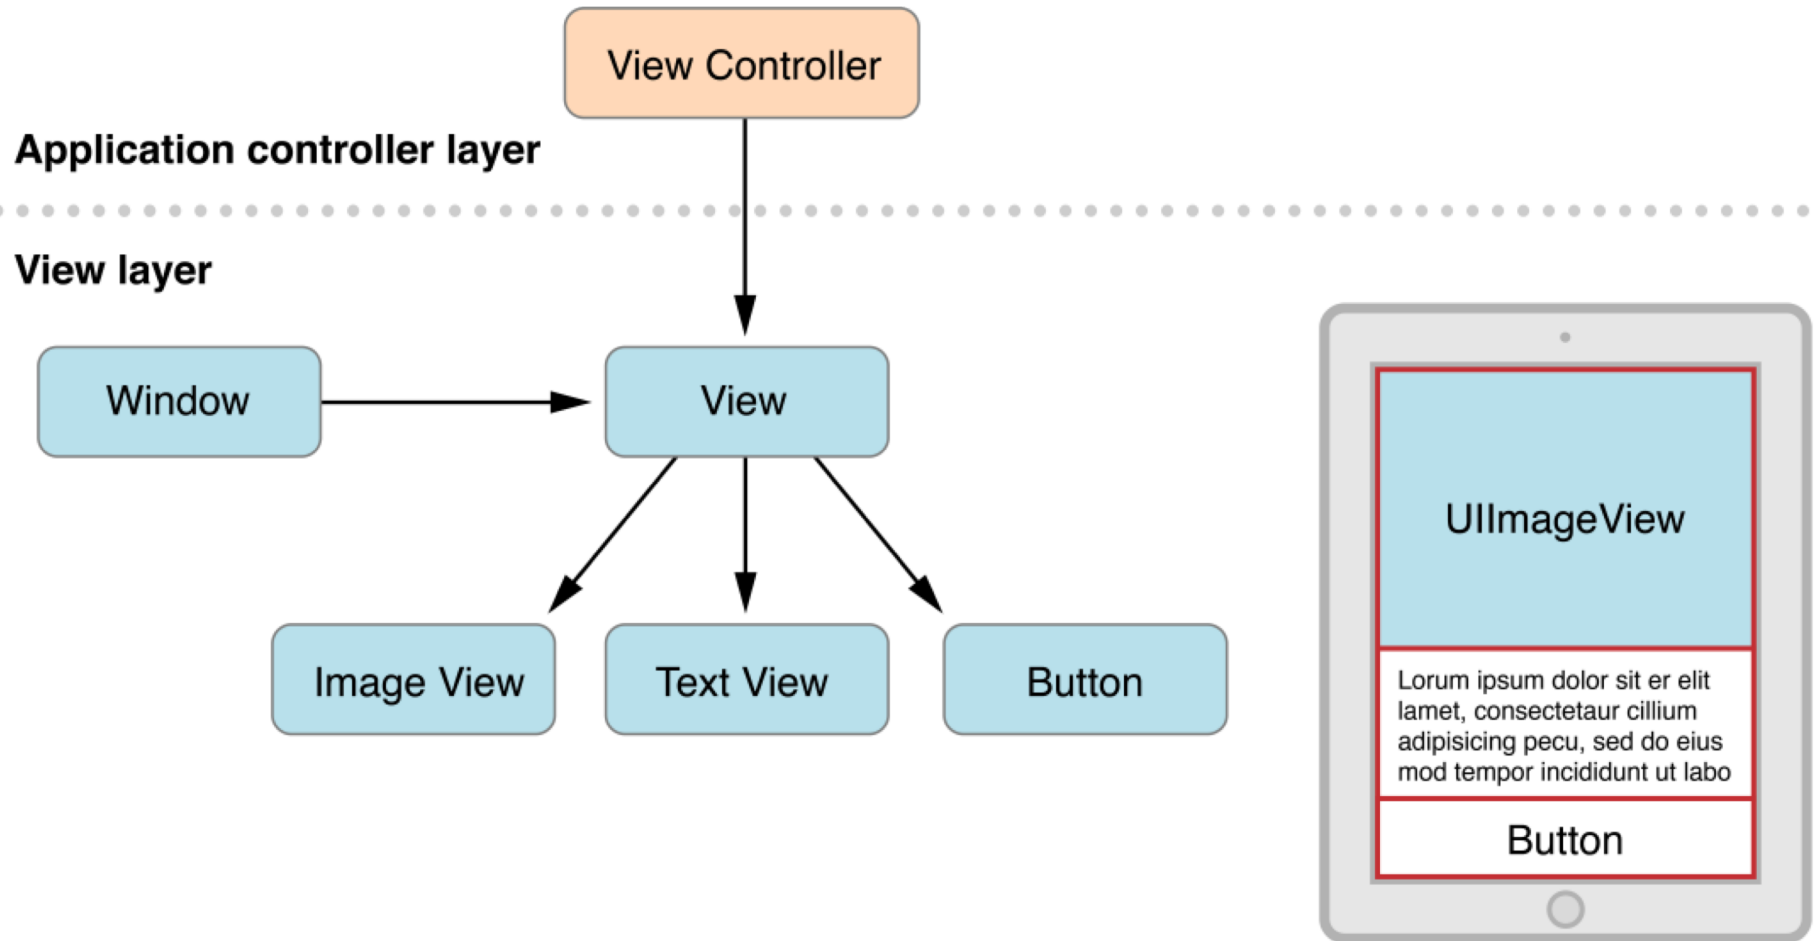 View Controller
Application controller layer
View layer
Window
View
Image View
Text View
Button
UIImageView
Lorum ipsum dolor sit er elit
lamet, consectetaur cillium
adipisicing pecu, sed do eius
mod tempor incididunt ut labo
Button